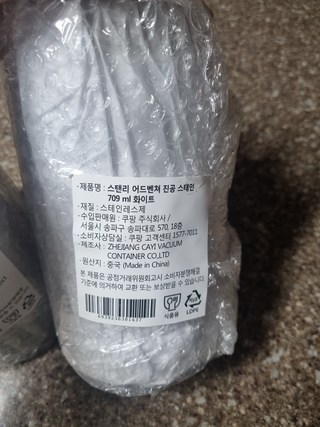 · 제품명 : 스탠리 어드벤쳐 진공 스태킹
709 ml 화이트
· 재질 : 스테인레스제
· 수입판매원 : 쿠팡 주식회사 /
서울시 송파구 송파대로 570, 18층
· 소비자상담실 : 쿠팡 고객센터.1577-7011
· 제조사 : ZHEJIANG CAYI VACUUM
CONTAINER CO.,LTD
· 원산지 : 중국 (Made in China)
본 제품은 공정거래위원회고시 소비자분쟁해결
기준에 의거하여 교환 또는 보상받을 수 있습니다.
식품용
LDPE